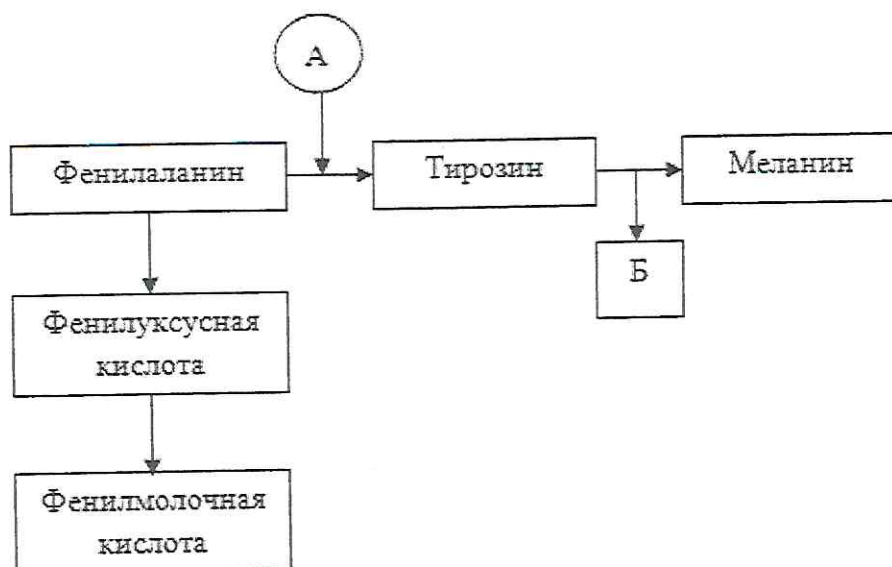 А
Фенилаланин
Тирозин
Меланин
Б
Фенилуксусная
кислота
Фенилмолочная
кислота